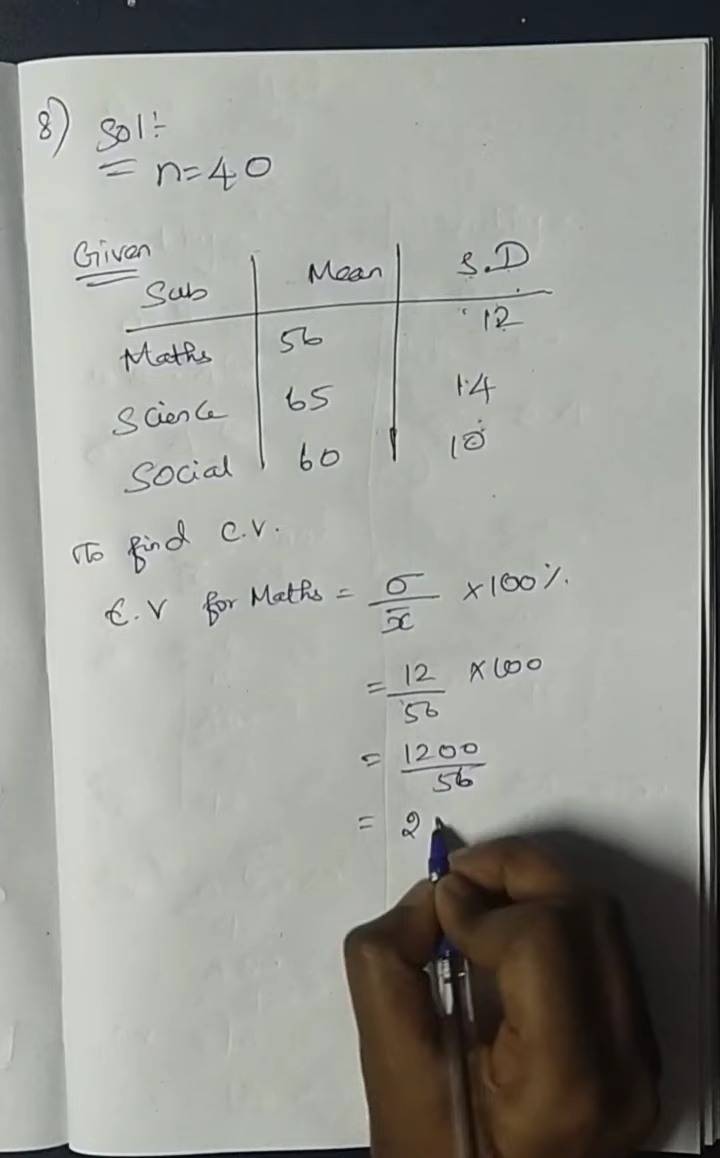 8) Sol:-
n=40
Given
Sub Mean S.D
Maths 56 12
Science 65 14
Social 60 10
To find C.V.
C.V for Maths = σ/x̄ ×100%.
= 12/56 ×100
= 1200/56
= 2